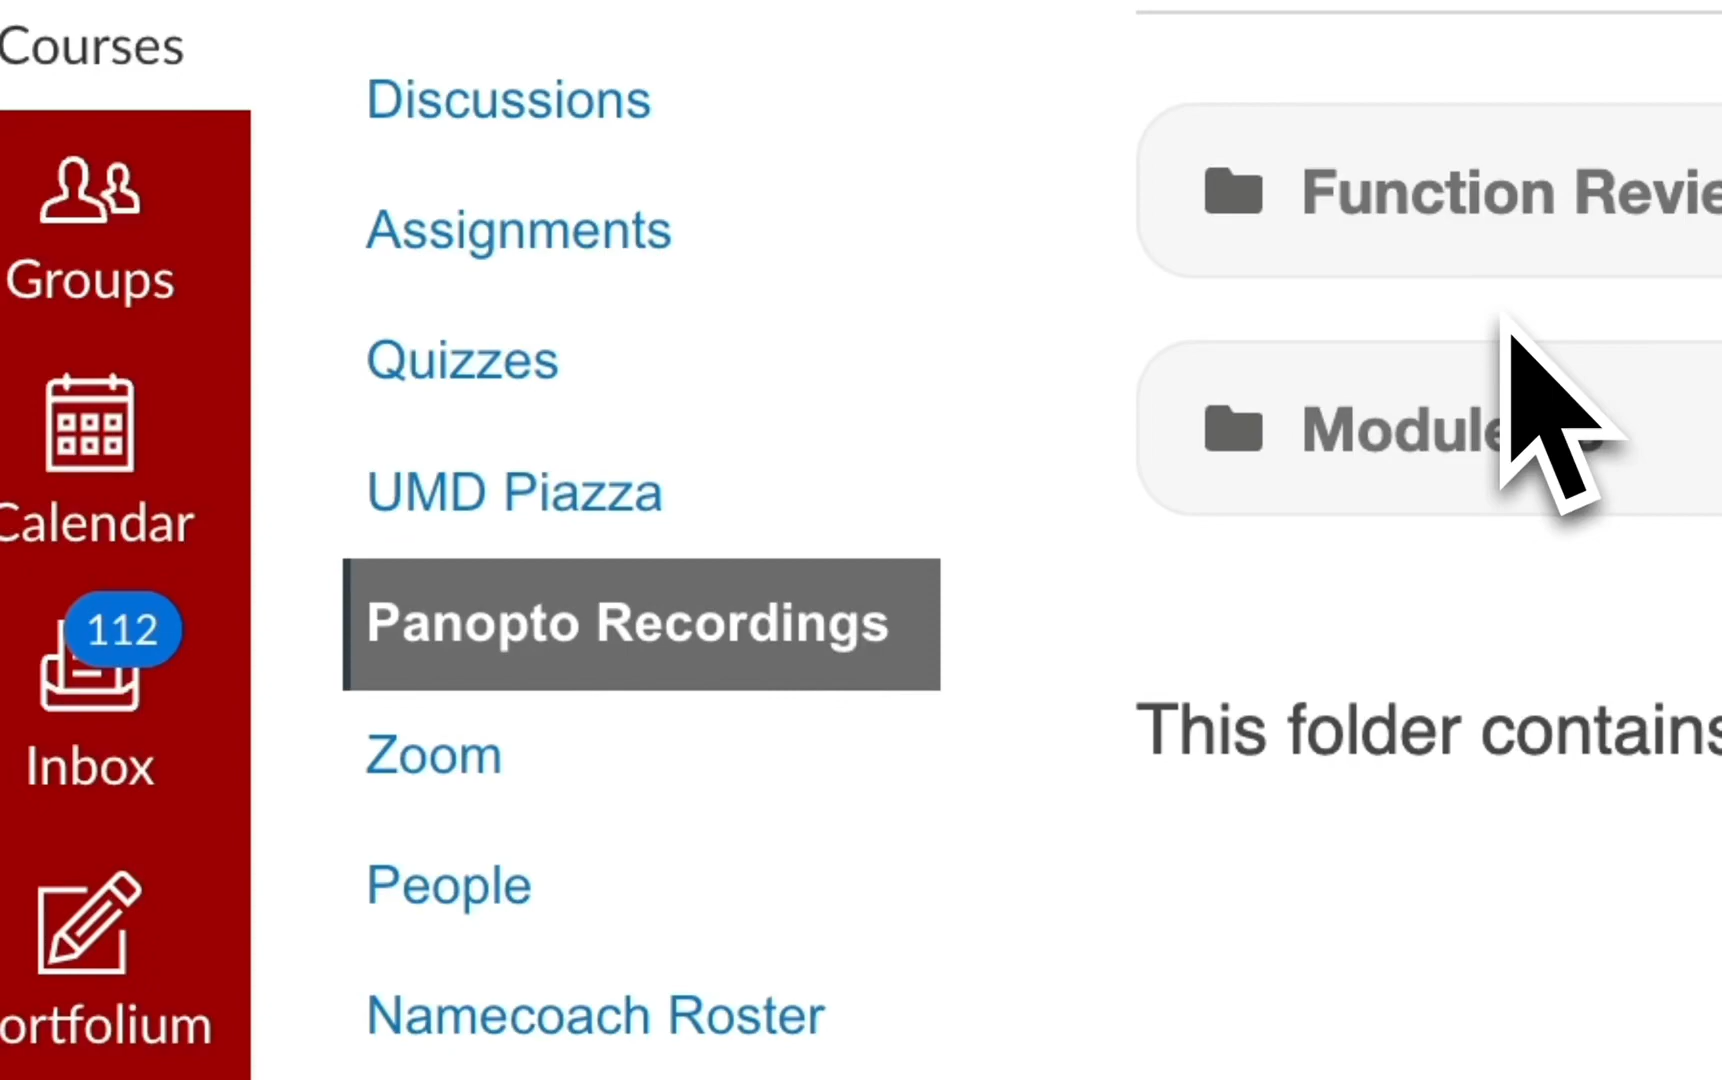 Courses
Groups
Calendar
112
Inbox
ortfolium
Discussions
Assignments
Quizzes
UMD Piazza
Panopto Recordings
Zoom
People
Namecoach Roster
Function Revie
This folder contains